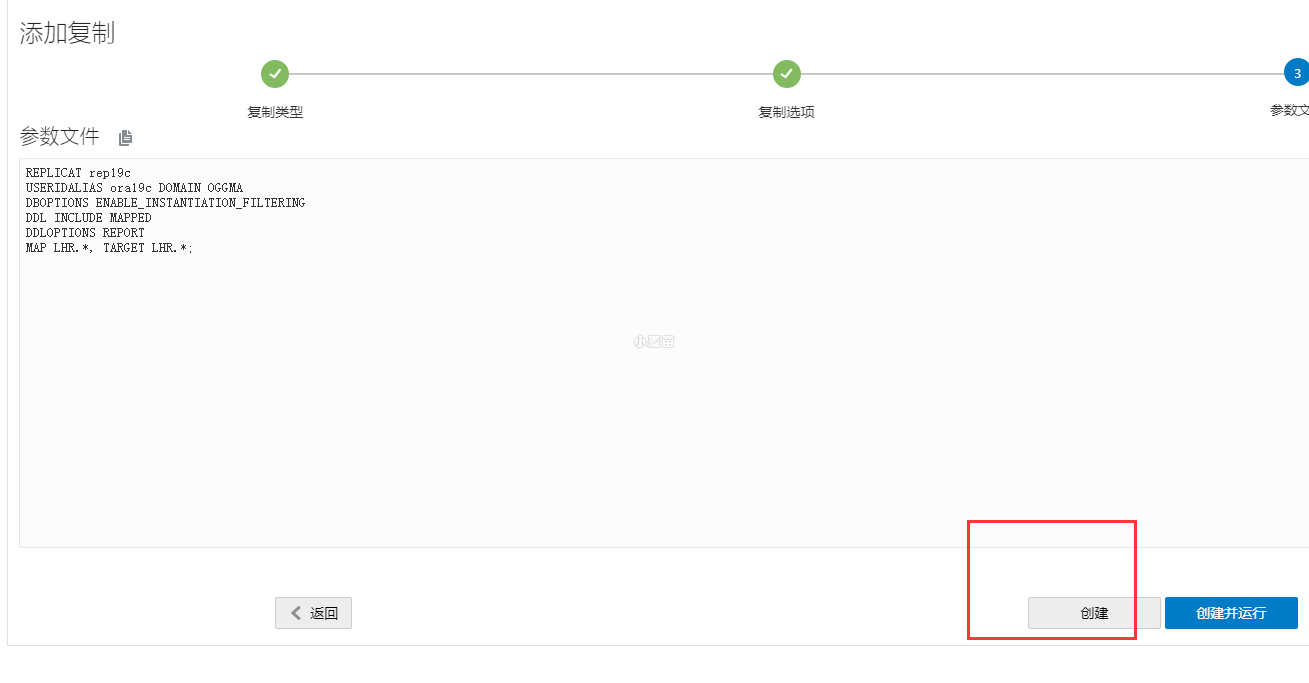 添加复制
3
复制类型
复制选项
参数文
参数文件
REPLICAT rep19c
USERIDALIAS ora19c DOMAIN OGGMA
DBOPTIONS ENABLE_INSTANTIATION_FILTERING
DDL INCLUDE MAPPED
DDLOPTIONS REPORT
MAP LHR.*, TARGET LHR.*;
小麦苗
返回
创建
创建并运行